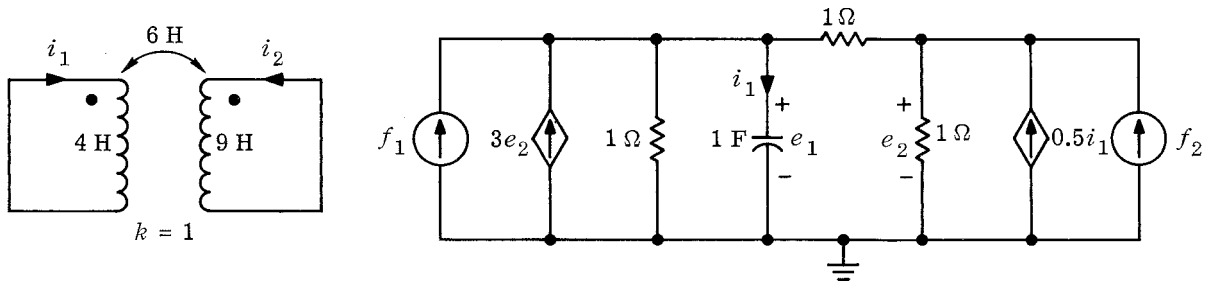 6 H
i₁
i₂
4 H
9 H
k = 1
1 Ω
f₁
3e₂
1 Ω
i₁
+
1 F
e₁
−
+
e₂
1 Ω
−
0.5i₁
f₂